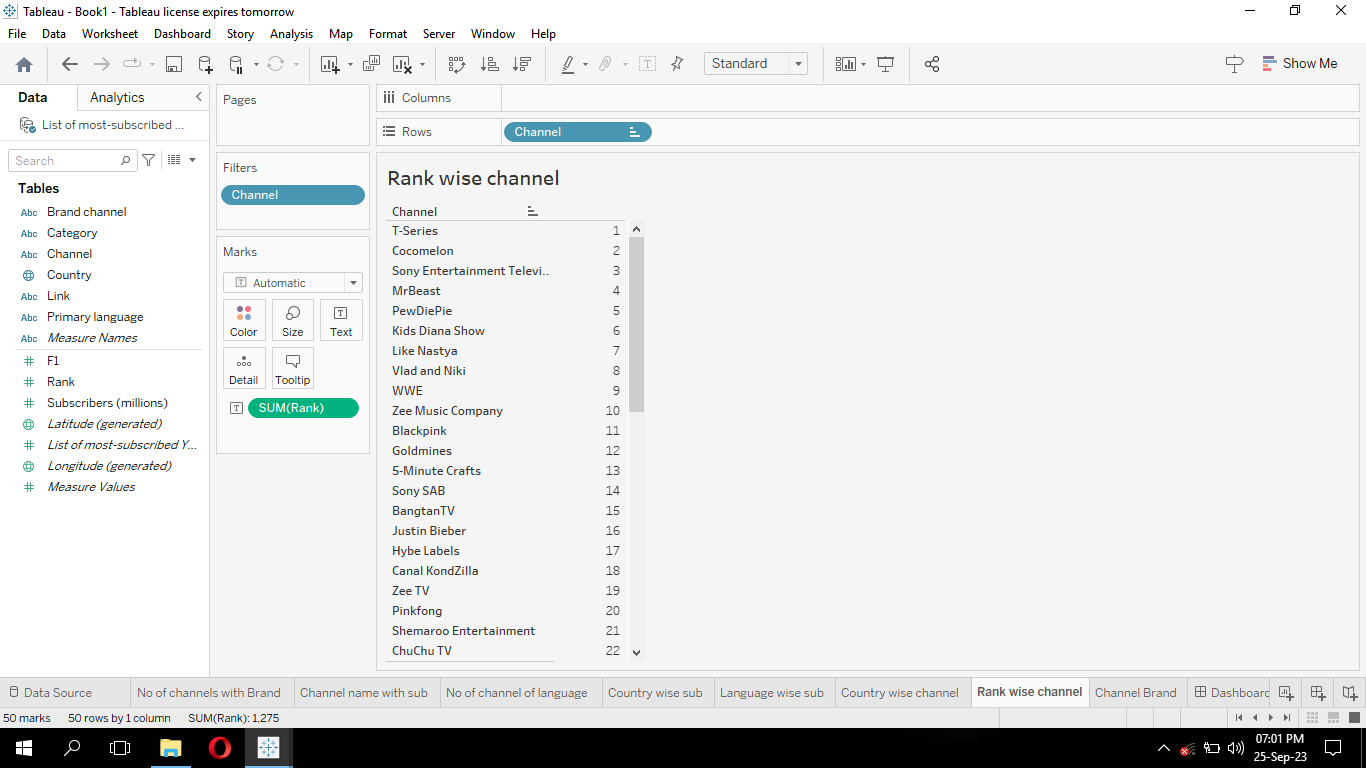 Tableau - Book1 - Tableau license expires tomorrow
File Data Worksheet Dashboard Story Analysis Map Format Server Window Help
Standard
Show Me
Data Analytics
List of most-subscribed ...
Search
Tables
Abc Brand channel
Abc Category
Abc Channel
Country
Abc Link
Abc Primary language
Abc Measure Names
F1
Rank
Subscribers (millions)
Latitude (generated)
List of most-subscribed Y...
Longitude (generated)
Measure Values
Pages
Filters
Channel
Marks
Automatic
Color Size Text
Detail Tooltip
SUM(Rank)
Columns
Rows Channel
Rank wise channel
Channel
T-Series 1
Cocomelon 2
Sony Entertainment Televi.. 3
MrBeast 4
PewDiePie 5
Kids Diana Show 6
Like Nastya 7
Vlad and Niki 8
WWE 9
Zee Music Company 10
Blackpink 11
Goldmines 12
5-Minute Crafts 13
Sony SAB 14
BangtanTV 15
Justin Bieber 16
Hybe Labels 17
Canal KondZilla 18
Zee TV 19
Pinkfong 20
Shemaroo Entertainment 21
ChuChu TV 22
Data Source No of channels with Brand Channel name with sub No of channel of language Country wise sub Language wise sub Country wise channel Rank wise channel Channel Brand Dashboard
50 marks 50 rows by 1 column SUM(Rank): 1,275
07:01 PM
25-Sep-23